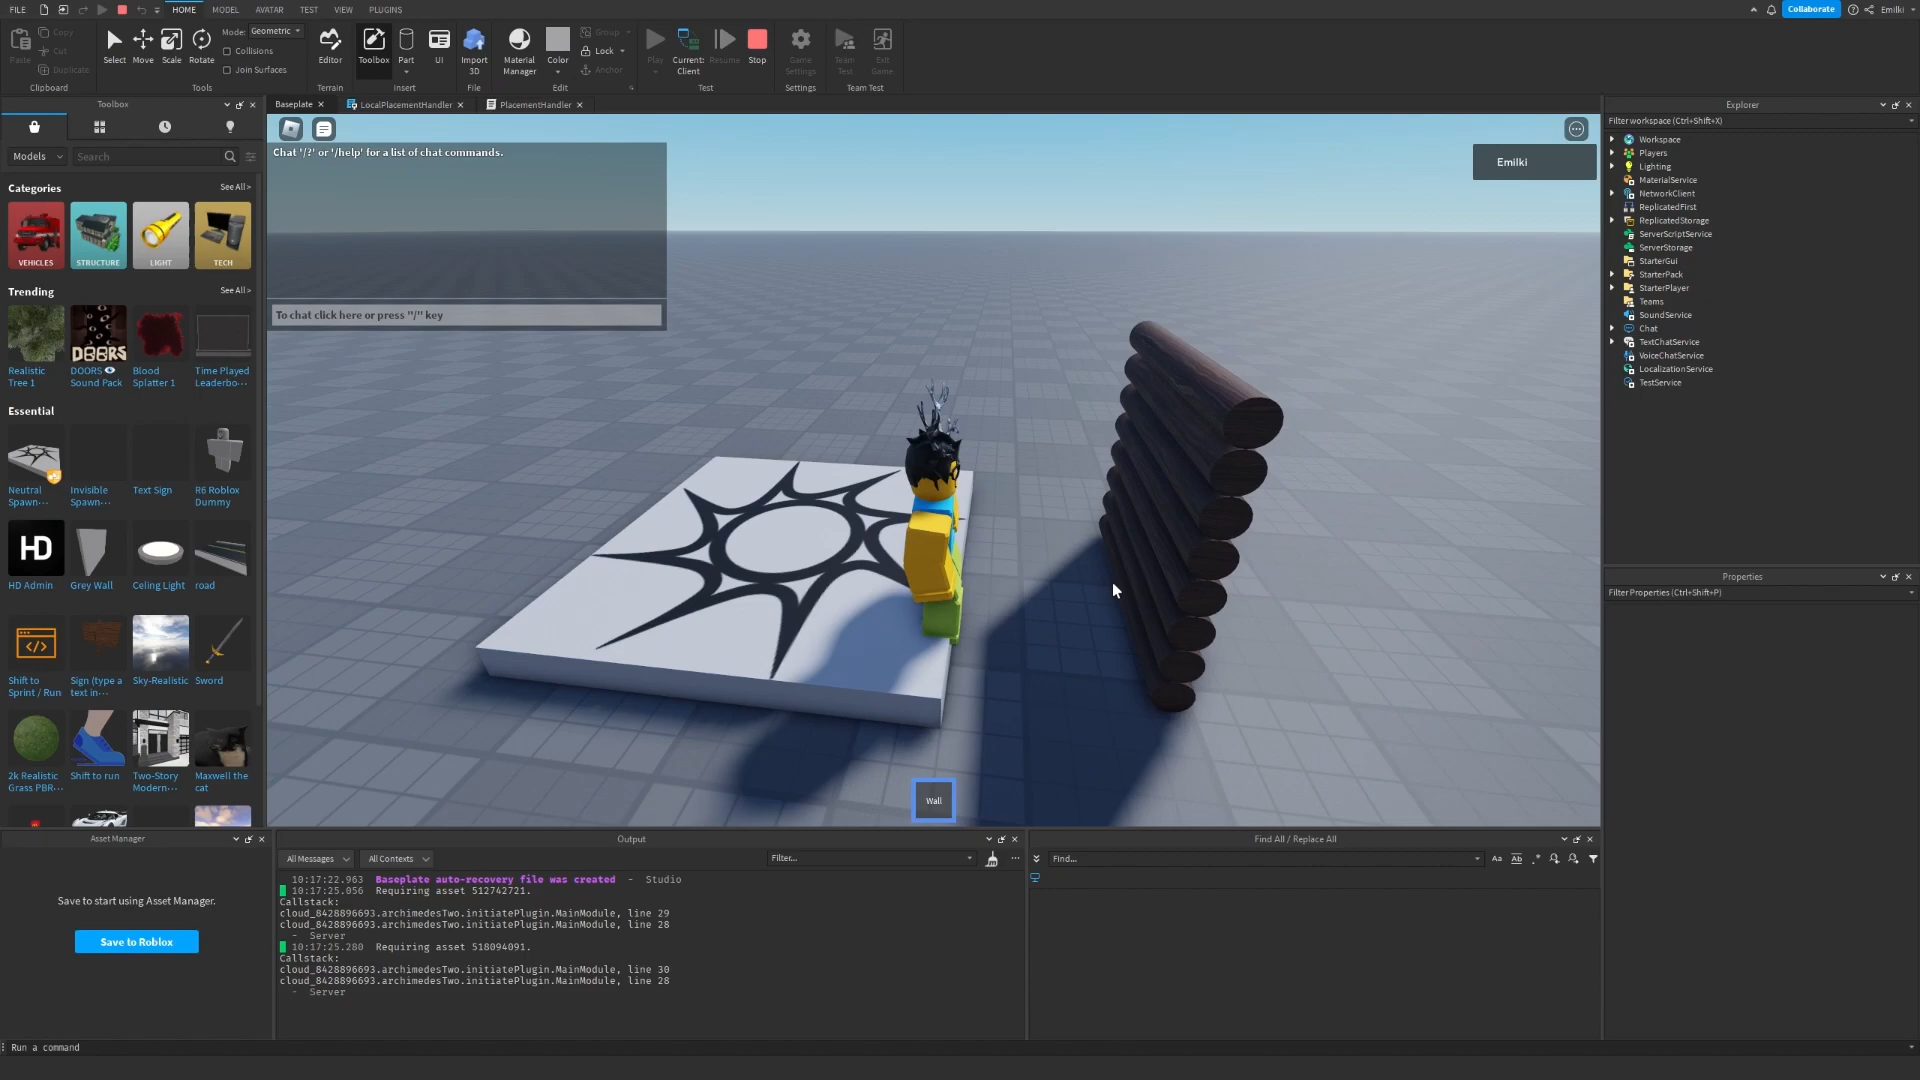 FILE
HOME
MODEL
AVATAR
TEST
VIEW
PLUGINS
Collaborate
Emilki
Paste
Copy
Cut
Duplicate
Clipboard
Select
Move
Scale
Rotate
Mode: Geometric
Collisions
Join Surfaces
Tools
Editor
Terrain
Toolbox
Part
UI
Insert
Import
3D
File
Material
Manager
Color
Group
Lock
Anchor
Edit
Play
Current:
Client
Resume
Stop
Test
Game
Settings
Settings
Team
Test
Exit
Game
Team Test
Toolbox
Models
Search
Categories
See All >
VEHICLES
STRUCTURE
LIGHT
TECH
Trending
See All >
DOORS
Realistic
Tree 1
DOORS
Sound Pack
Blood
Splatter 1
Time Played
Leaderbo...
Essential
Neutral
Spawn...
Invisible
Spawn...
Text Sign
R6 Roblox
Dummy
HD
HD Admin
Grey Wall
Celing Light
road
Shift to
Sprint / Run
Sign (type a
text in...
Sky-Realistic
Sword
2k Realistic
Grass PBR...
Shift to run
Two-Story
Modern...
Maxwell the
cat
Baseplate
LocalPlacementHandler
PlacementHandler
Chat '/?' or '/help' for a list of chat commands.
To chat click here or press "/" key
Emilki
Wall
Explorer
Filter workspace (Ctrl+Shift+X)
Workspace
Players
Lighting
MaterialService
NetworkClient
ReplicatedFirst
ReplicatedStorage
ServerScriptService
ServerStorage
StarterGui
StarterPack
StarterPlayer
Teams
SoundService
Chat
TextChatService
VoiceChatService
LocalizationService
TestService
Properties
Filter Properties (Ctrl+Shift+P)
Asset Manager
Save to start using Asset Manager.
Save to Roblox
Output
All Messages
All Contexts
Filter...
10:17:22.963 Baseplate auto-recovery file was created - Studio
10:17:25.056 Requiring asset 512742721.
Callstack:
cloud_8428896693.archimedesTwo.initiatePlugin.MainModule, line 29
cloud_8428896693.archimedesTwo.initiatePlugin.MainModule, line 28
- Server
10:17:25.280 Requiring asset 518094091.
Callstack:
cloud_8428896693.archimedesTwo.initiatePlugin.MainModule, line 30
cloud_8428896693.archimedesTwo.initiatePlugin.MainModule, line 28
- Server
Find All / Replace All
Find...
Aa
Ab
.*
Run a command